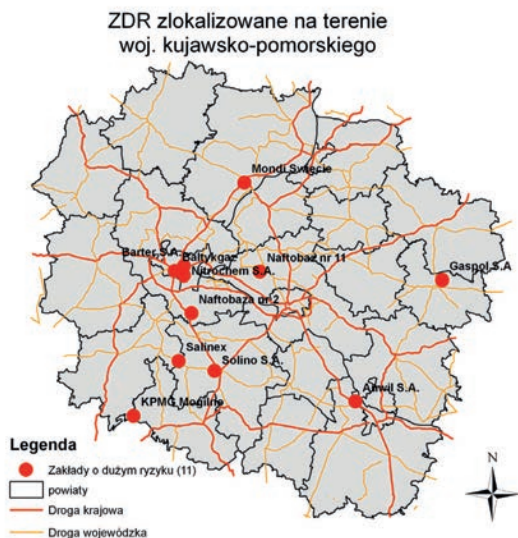 ZDR zlokalizowane na terenie
woj. kujawsko-pomorskiego
Mondi Świecie
Barter S.A.
Bałtykgaz
Nitrochem S.A.
Naftobaz nr 11
Gaspol S.A
Naftobaza nr 2
Salinex
Solino S.A.
Anwil S.A.
KPMG Mogilno
Legenda
Zakłady o dużym ryzyku (11)
powiaty
Droga krajowa
Droga wojewódzka
N